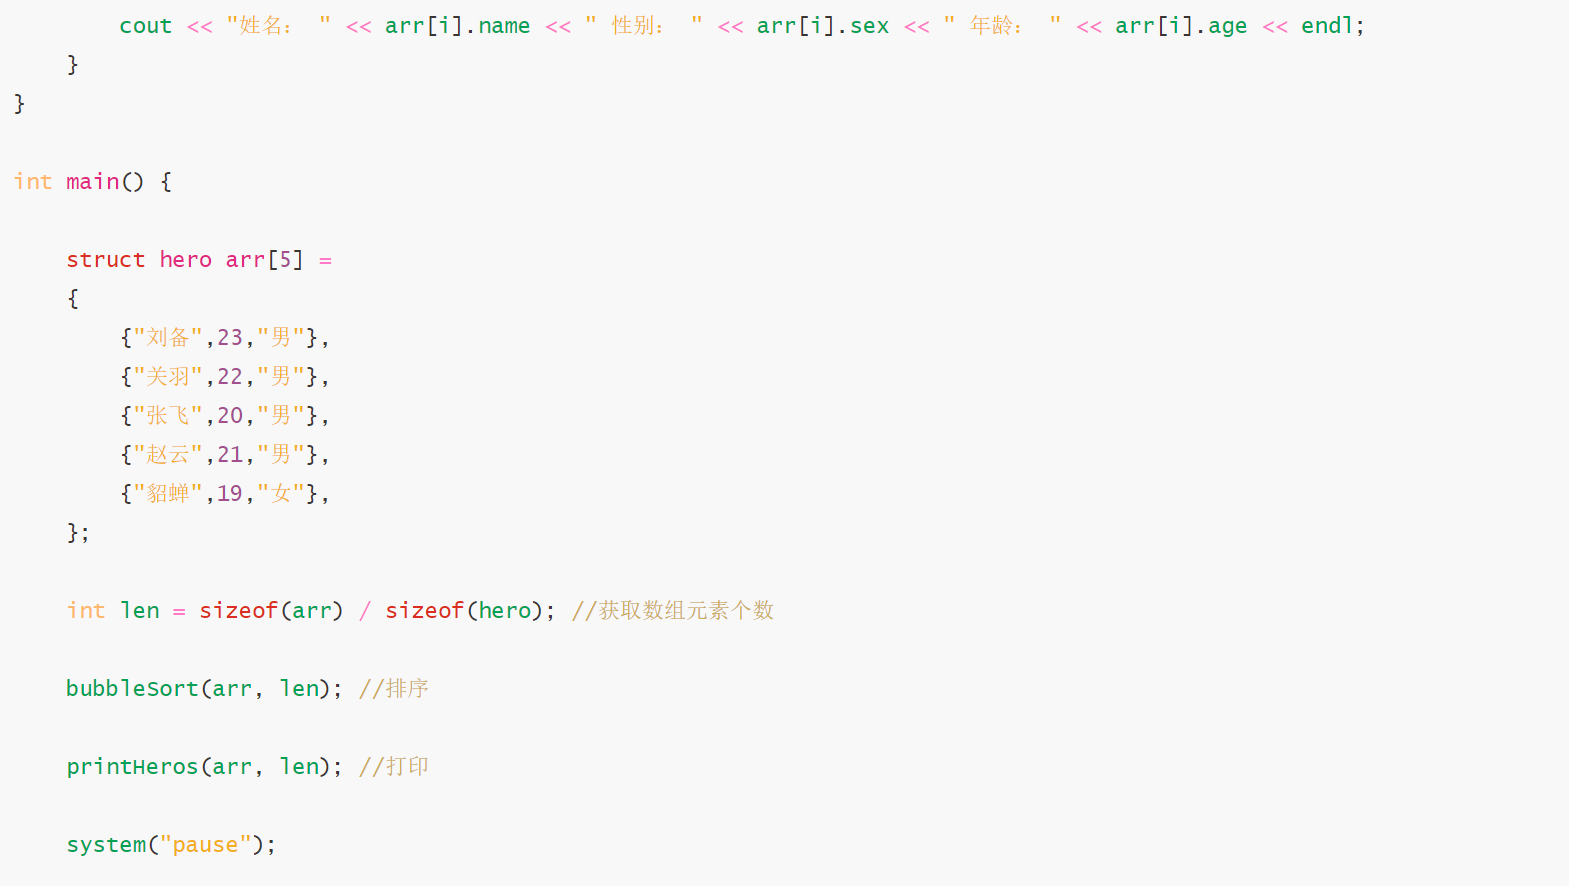 cout << "姓名： " << arr[i].name << " 性别： " << arr[i].sex << " 年龄： " << arr[i].age << endl;
}
}
int main() {
struct hero arr[5] =
{
{"刘备",23,"男"},
{"关羽",22,"男"},
{"张飞",20,"男"},
{"赵云",21,"男"},
{"貂蝉",19,"女"},
};
int len = sizeof(arr) / sizeof(hero); //获取数组元素个数
bubbleSort(arr, len); //排序
printHeros(arr, len); //打印
system("pause");